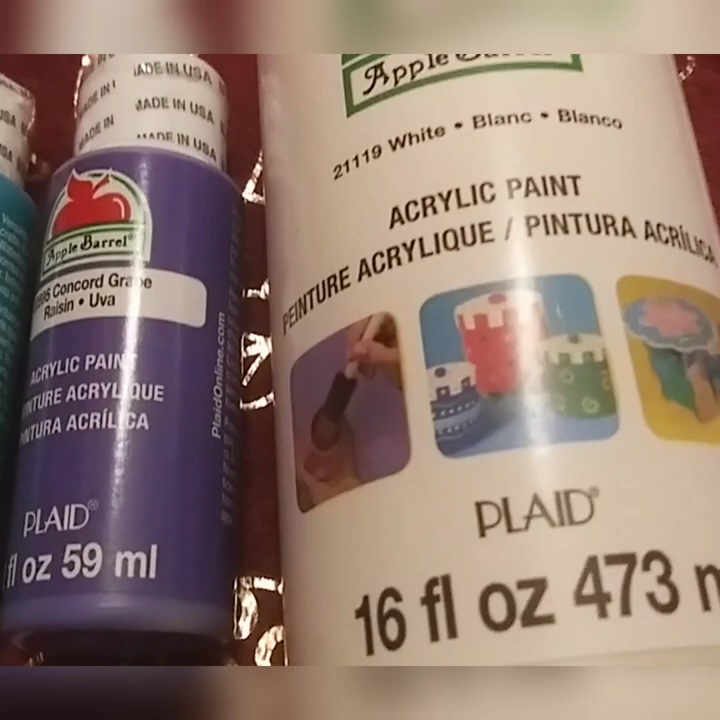 MADE IN USA
MADE IN USA
MADE IN USA
Apple Barrel®
Concord Grape
Raisin • Uva
ACRYLIC PAINT
ACRYLIQUE
ACRÍLICA
PLAID®
fl oz 59 ml
PlaidOnline.com
Apple Barrel
21119 White • Blanc • Blanco
ACRYLIC PAINT
PEINTURE ACRYLIQUE / PINTURA ACRÍLICA
PLAID®
16 fl oz 473